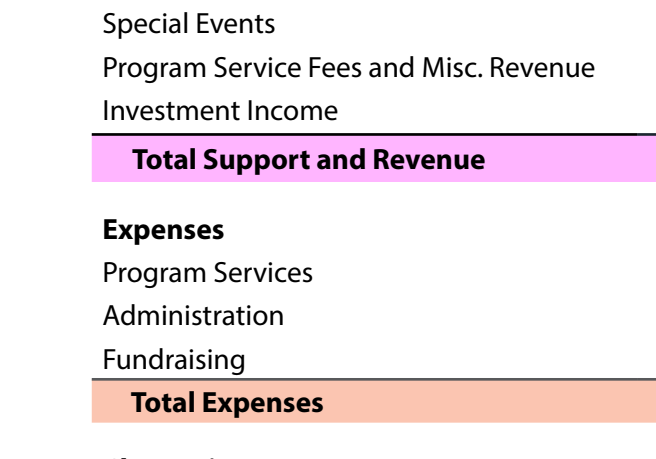 Special Events
Program Service Fees and Misc. Revenue
Investment Income
Total Support and Revenue
Expenses
Program Services
Administration
Fundraising
Total Expenses